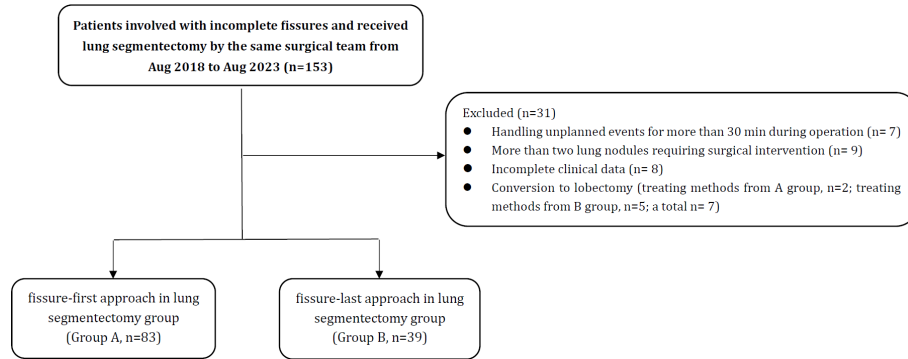 Patients involved with incomplete fissures and received
lung segmentectomy by the same surgical team from
Aug 2018 to Aug 2023 (n=153)
Excluded (n=31)
● Handling unplanned events for more than 30 min during operation (n= 7)
● More than two lung nodules requiring surgical intervention (n= 9)
● Incomplete clinical data (n= 8)
● Conversion to lobectomy (treating methods from A group, n=2; treating
methods from B group, n=5; a total n= 7)
fissure-first approach in lung
segmentectomy group
(Group A, n=83)
fissure-last approach in lung
segmentectomy group
(Group B, n=39)